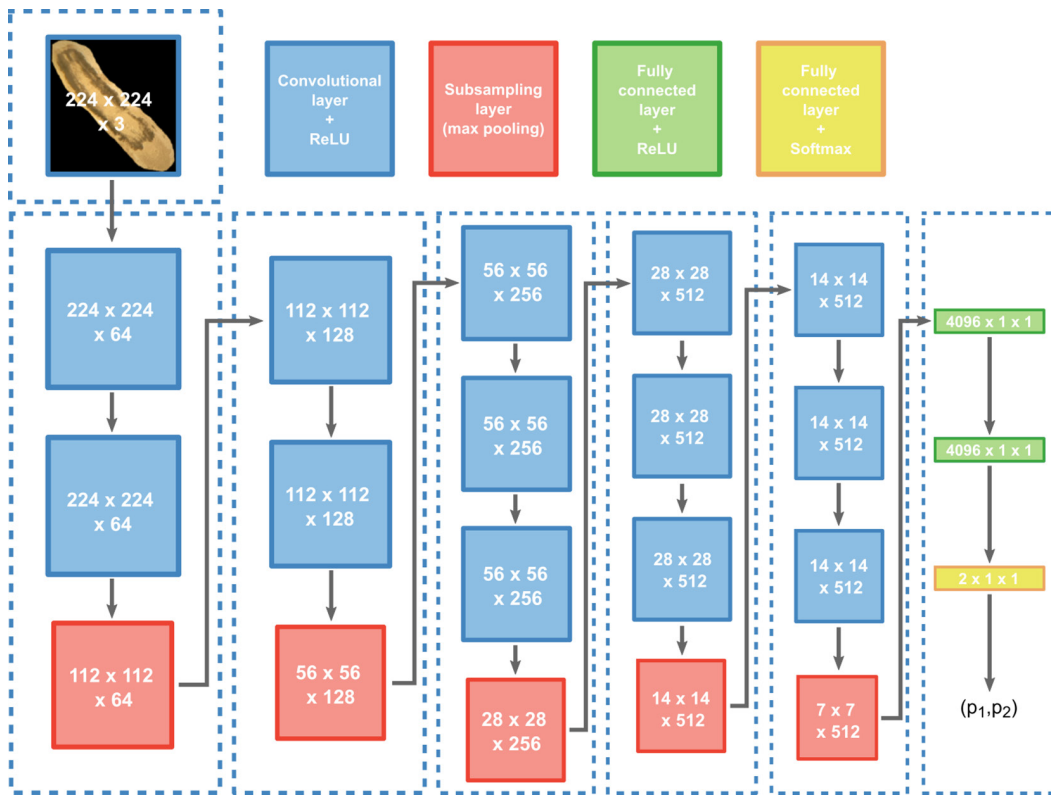 224 x 224
x 3
Convolutional
layer
+
ReLU
Subsampling
layer
(max pooling)
Fully
connected
layer
+
ReLU
Fully
connected
layer
+
Softmax
224 x 224
x 64
224 x 224
x 64
112 x 112
x 64
112 x 112
x 128
112 x 112
x 128
56 x 56
x 128
56 x 56
x 256
56 x 56
x 256
56 x 56
x 256
28 x 28
x 256
28 x 28
x 512
28 x 28
x 512
28 x 28
x 512
14 x 14
x 512
14 x 14
x 512
14 x 14
x 512
14 x 14
x 512
7 x 7
x 512
4096 x 1 x 1
4096 x 1 x 1
2 x 1 x 1
(p₁,p₂)